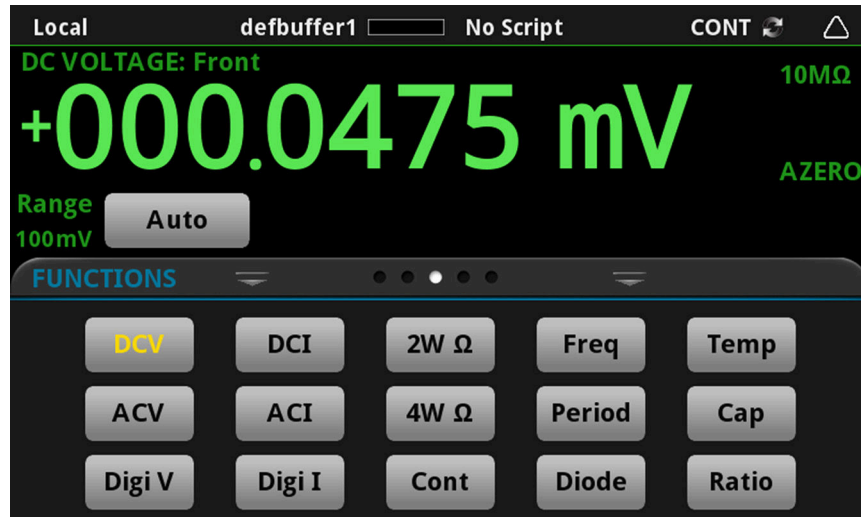 Local defbuffer1 No Script CONT
DC VOLTAGE: Front
10MΩ
+000.0475 mV
AZERO
Range
100mV
Auto
FUNCTIONS
DCV DCI 2W Ω Freq Temp
ACV ACI 4W Ω Period Cap
Digi V Digi I Cont Diode Ratio